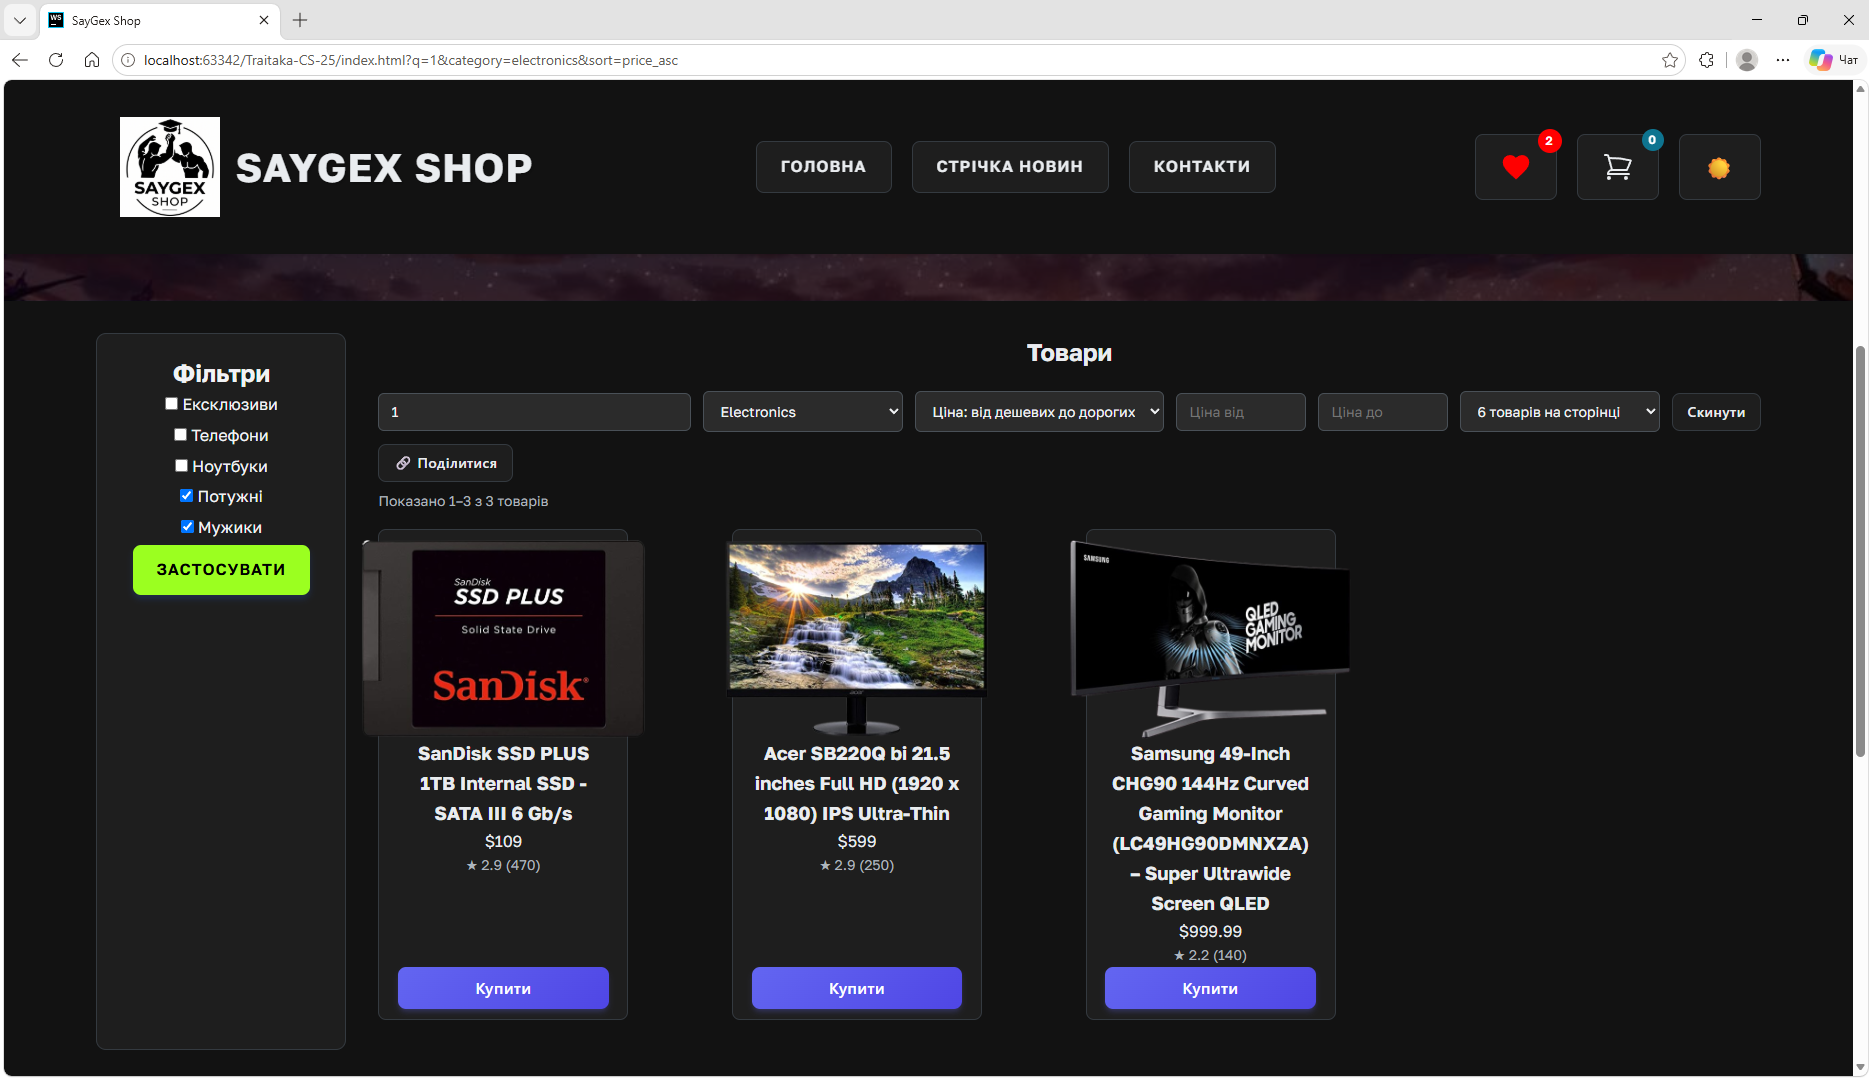 SayGex Shop
localhost:63342/Traitaka-CS-25/index.html?q=1&category=electronics&sort=price_asc
Чат
SAYGEX
SHOP
SAYGEX SHOP
ГОЛОВНА
СТРІЧКА НОВИН
КОНТАКТИ
2
0
Фільтри
Ексклюзиви
Телефони
Ноутбуки
Потужні
Мужики
ЗАСТОСУВАТИ
Товари
1
Electronics
Ціна: від дешевих до дорогих
Ціна від
Ціна до
6 товарів на сторінці
Скинути
Поділитися
Показано 1–3 з 3 товарів
SanDisk
SSD PLUS
Solid State Drive
SanDisk
SanDisk SSD PLUS
1TB Internal SSD -
SATA III 6 Gb/s
$109
★ 2.9 (470)
Купити
acer
Acer SB220Q bi 21.5
inches Full HD (1920 x
1080) IPS Ultra-Thin
$599
★ 2.9 (250)
Купити
SAMSUNG
QLED
GAMING
MONITOR
Samsung 49-Inch
CHG90 144Hz Curved
Gaming Monitor
(LC49HG90DMNXZA)
– Super Ultrawide
Screen QLED
$999.99
★ 2.2 (140)
Купити